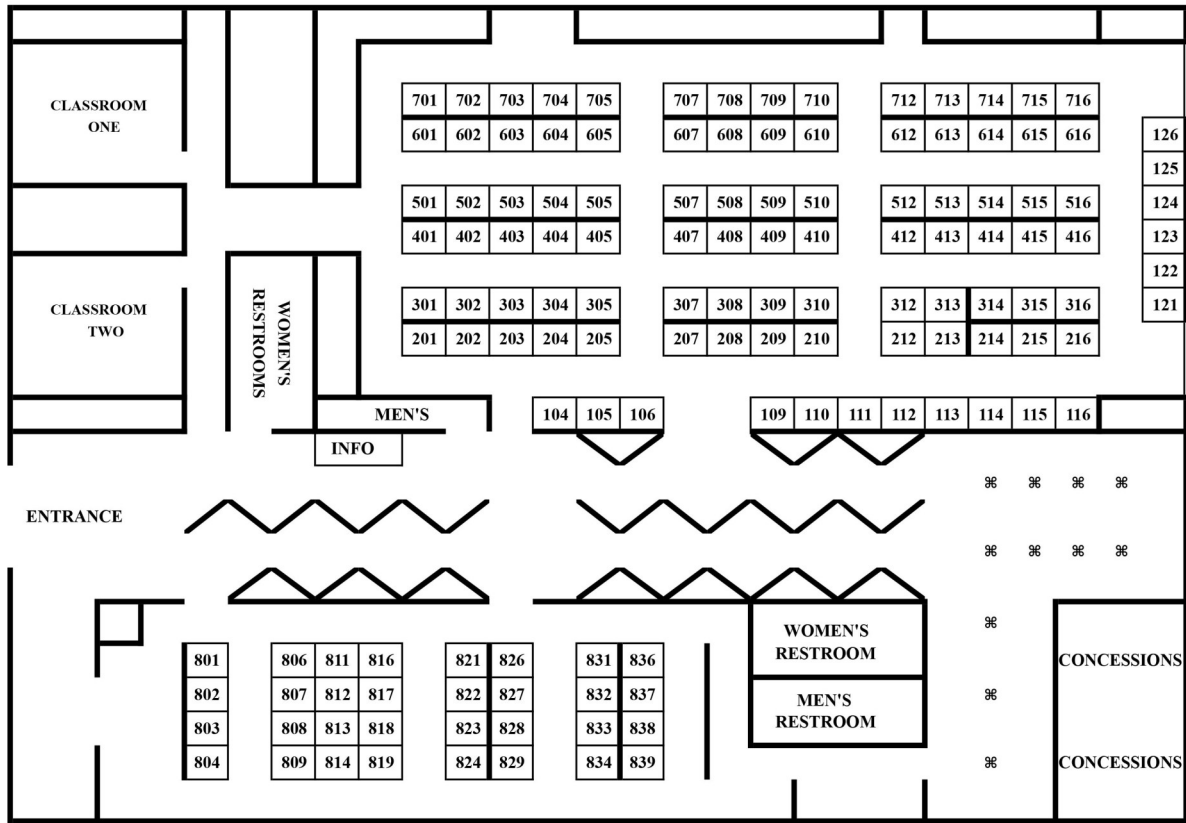 CLASSROOM
ONE
701 702 703 704 705 707 708 709 710 712 713 714 715 716
601 602 603 604 605 607 608 609 610 612 613 614 615 616
126
125
501 502 503 504 505 507 508 509 510 512 513 514 515 516 124
401 402 403 404 405 407 408 409 410 412 413 414 415 416 123
122
CLASSROOM
TWO
WOMEN'S
RESTROOMS
301 302 303 304 305 307 308 309 310 312 313 314 315 316 121
201 202 203 204 205 207 208 209 210 212 213 214 215 216
MEN'S
104 105 106 109 110 111 112 113 114 115 116
INFO
⌘ ⌘ ⌘ ⌘
ENTRANCE
⌘ ⌘ ⌘ ⌘
⌘
WOMEN'S
RESTROOM
801 806 811 816 821 826 831 836
CONCESSIONS
802 807 812 817 822 827 832 837
⌘
MEN'S
RESTROOM
803 808 813 818 823 828 833 838
804 809 814 819 824 829 834 839
⌘
CONCESSIONS